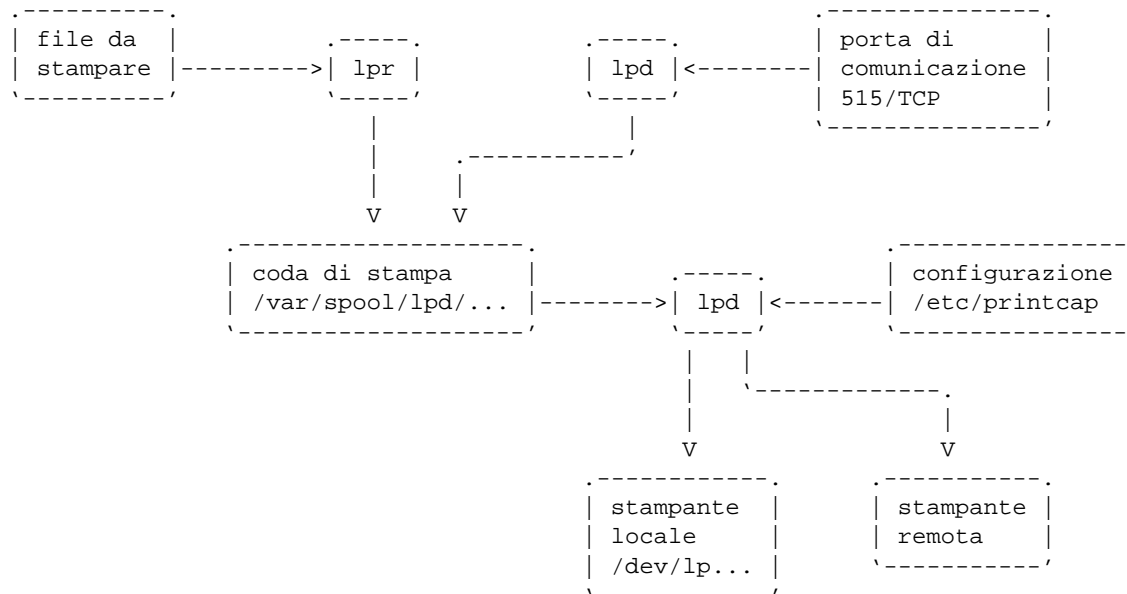 file da
stampare
lpr
lpd
porta di
comunicazione
515/TCP
coda di stampa
/var/spool/lpd/...
lpd
configurazione
/etc/printcap
stampante
locale
/dev/lp...
stampante
remota